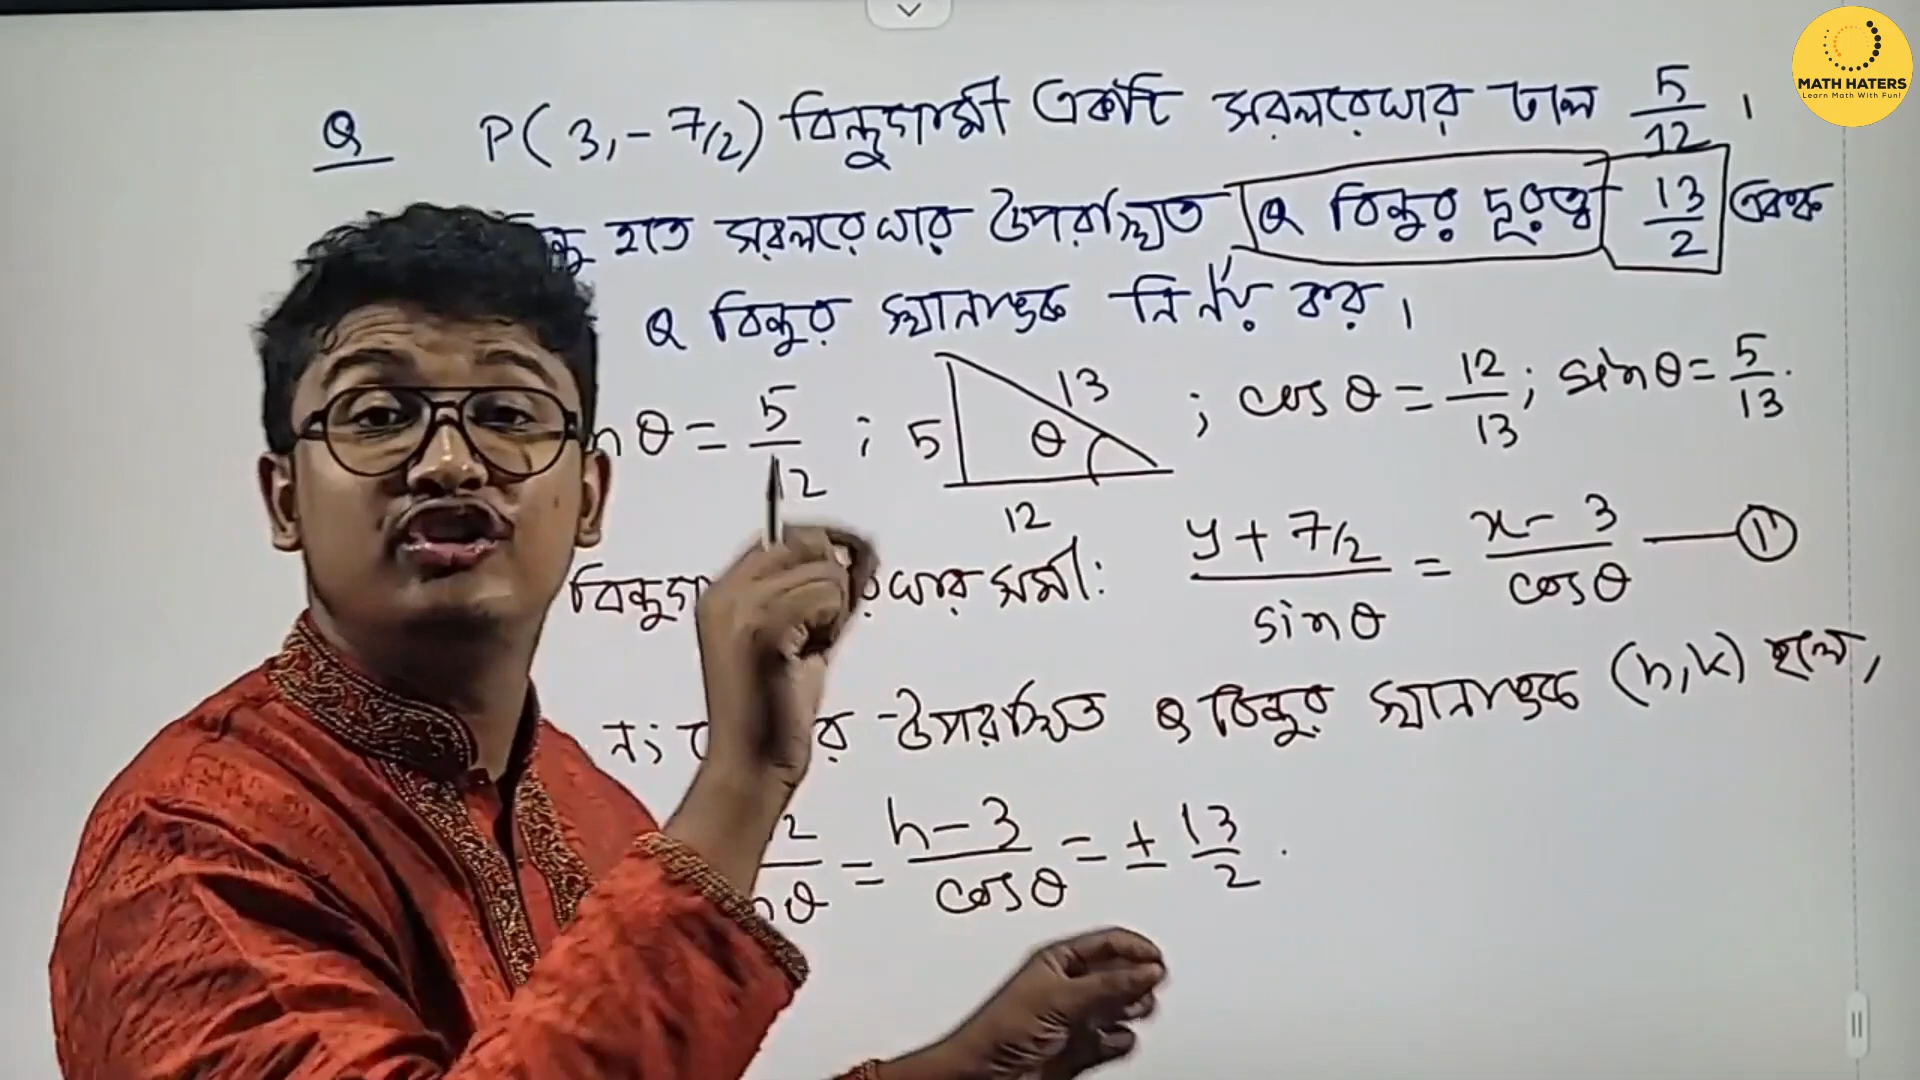 MATH HATERS
Learn Math With Fun!
Q P(3, - 7/2) বিন্দুগামী একটি সরলরেখার ঢাল 5/12 ।
হতে সরলরেখার উপরস্থিত Q বিন্দুর দূরত্ব 13/2 একক
Q বিন্দুর স্থানাঙ্ক নির্ণয় কর ।
θ = 5/12 ; 5 θ 13 12 ; cos θ = 12/13 ; sin θ = 5/13 .
সমী: y + 7/2 / sin θ = x - 3 / cos θ
উপরস্থিত Q বিন্দুর স্থানাঙ্ক (h, k) হলে,
= h - 3 / cos θ = ± 13/2 .